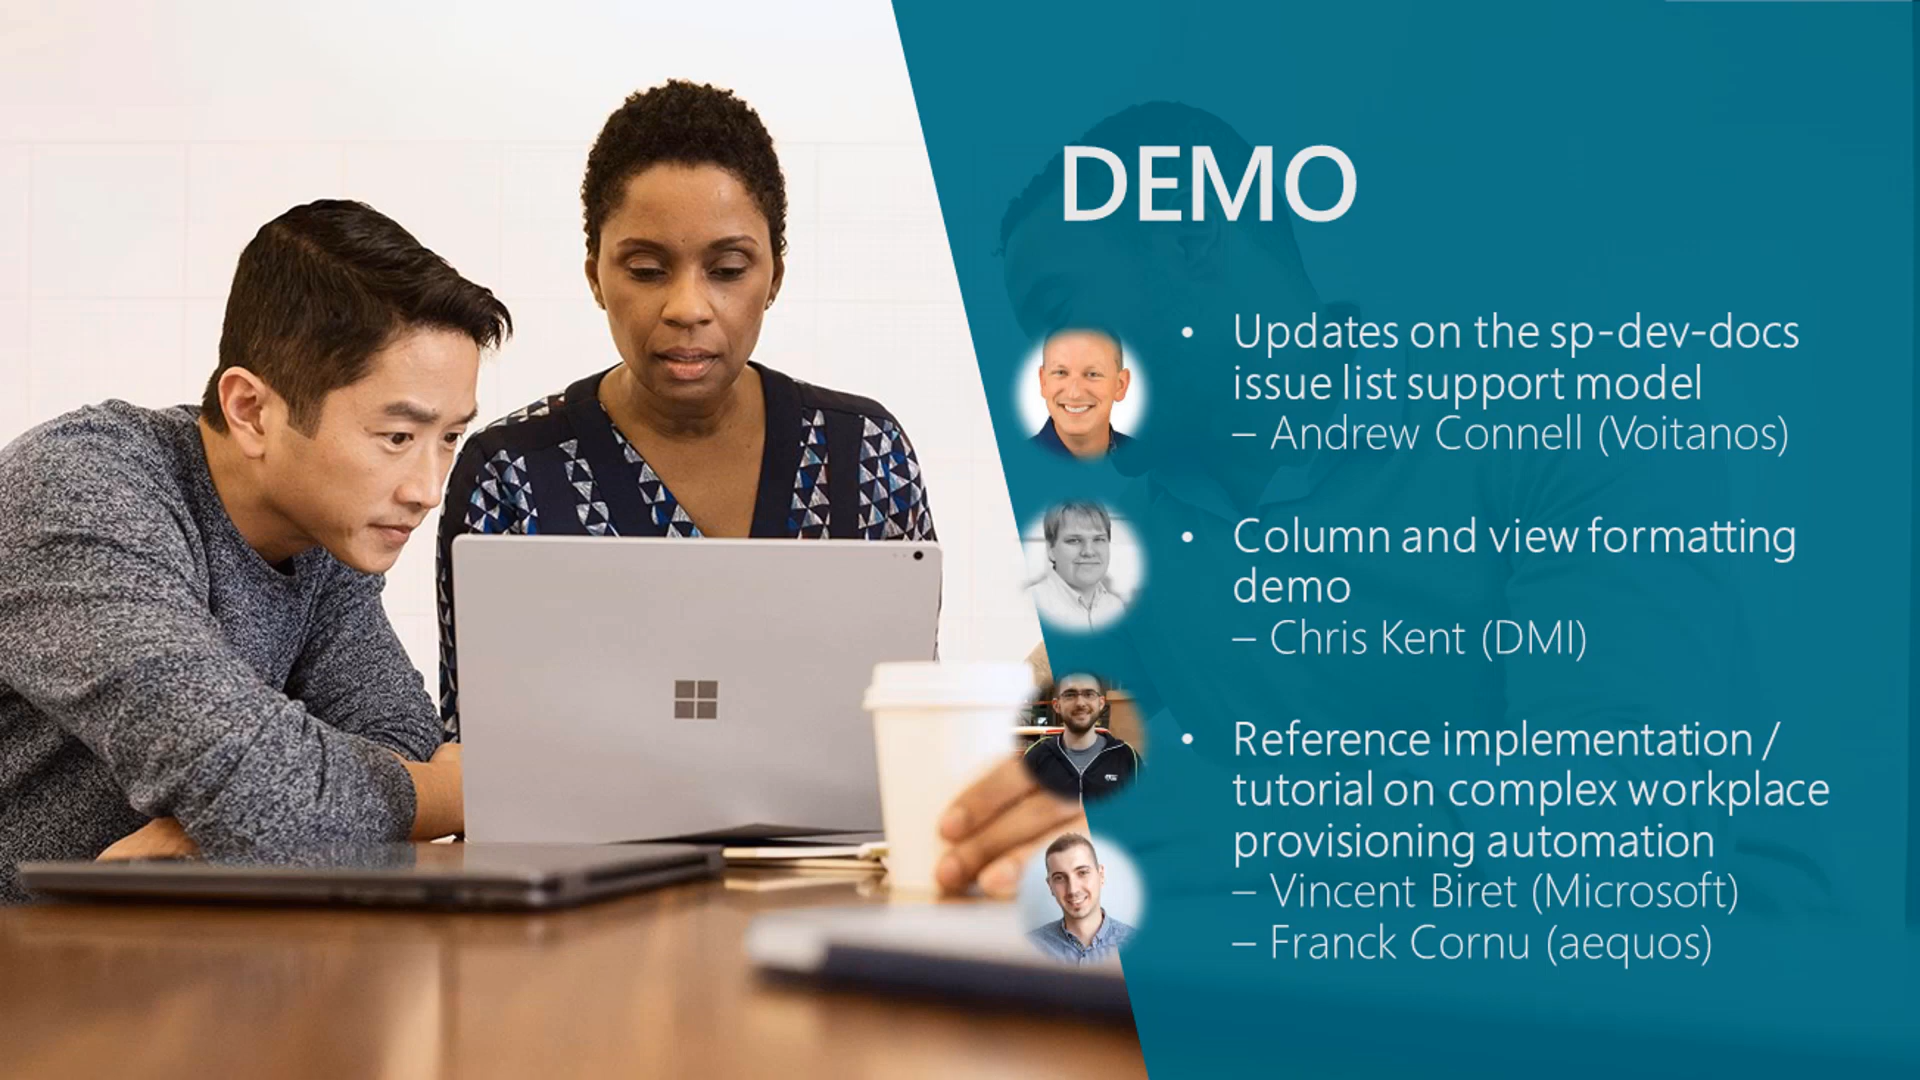 DEMO
• Updates on the sp-dev-docs
issue list support model
– Andrew Connell (Voitanos)
• Column and view formatting
demo
– Chris Kent (DMI)
• Reference implementation /
tutorial on complex workplace
provisioning automation
– Vincent Biret (Microsoft)
– Franck Cornu (aequos)